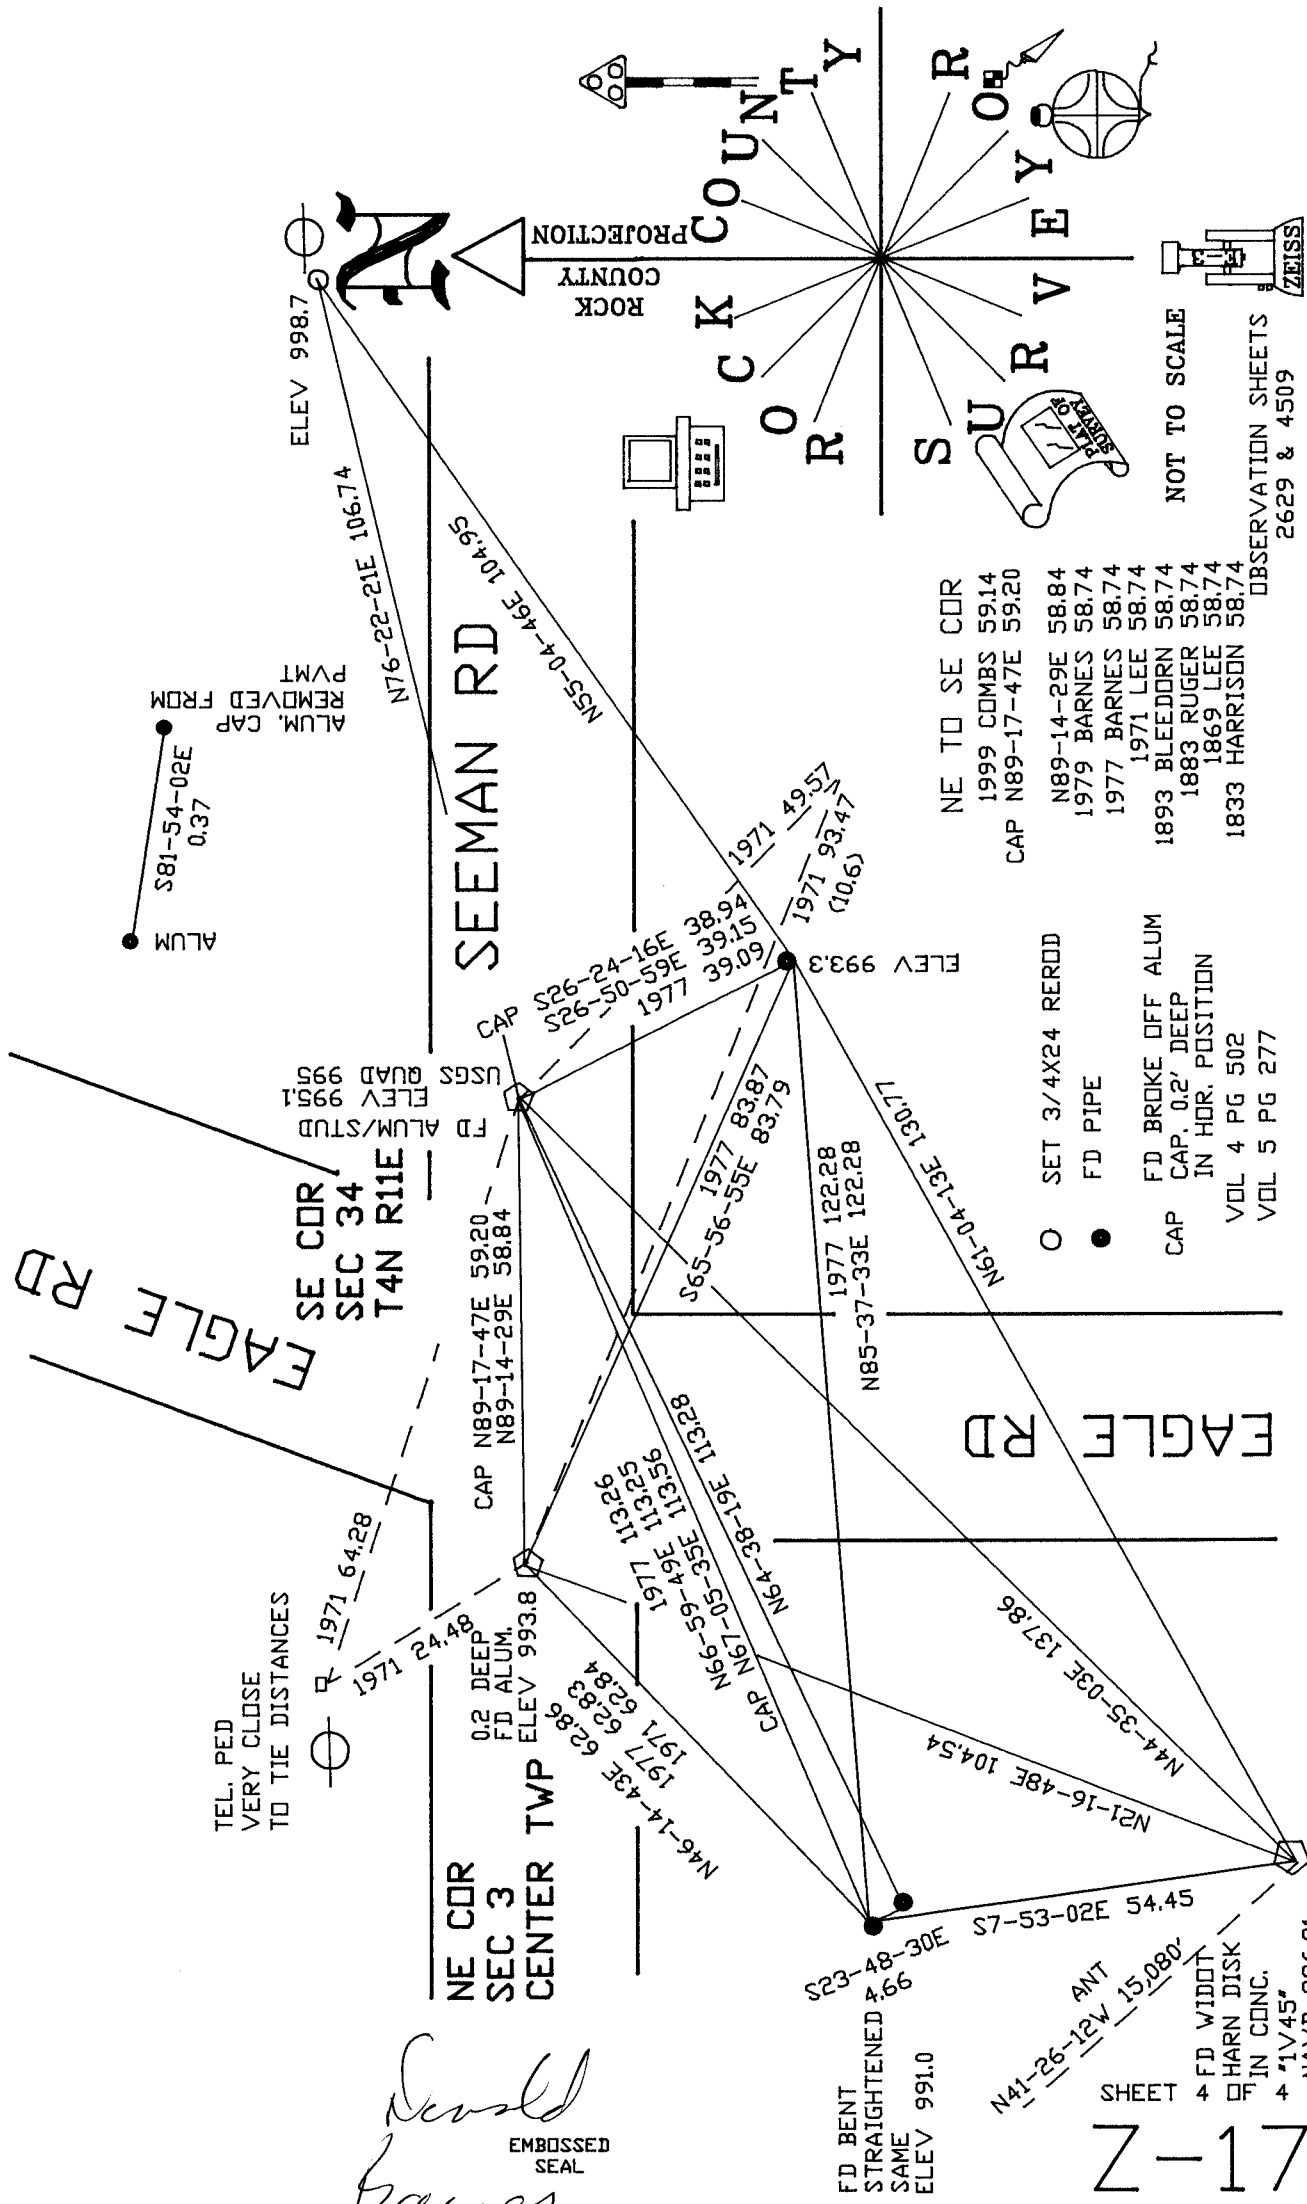 TEL. PED
VERY CLOSE
TO TIE DISTANCES
1971 64.28
1971 24.48
EAGLE RD
SE COR
SEC 34
T4N R11E
FD ALUM/STUD
ELEV 995.1
USGS QUAD 995
ALUM
S81-54-02E
0.37
ALUM. CAP
REMOVED FROM
PVMT
ELEV 998.7
N76-22-21E 106.74
SEEMAN RD
N55-04-46E 104.95
NE COR
SEC 3
CENTER TWP
0.2 DEEP
FD ALUM.
ELEV 993.8
CAP N89-17-47E 59.20
N89-14-29E 58.84
CAP S26-24-16E 38.94
S26-50-59E 39.15
1977 39.09
1971 49.57
1971 93.47
(10.6)
ELEV 993.3
1977 83.87
S65-56-55E 83.79
1977 122.28
N85-37-33E 122.28
N61-04-13E 130.77
N46-14-43E 62.86
1977 62.83
1971 62.84
1977 113.26
N66-59-49E 113.25
CAP N67-05-35E 113.56
N64-38-19E 113.28
N21-16-48E 104.54
N44-35-03E 137.86
EAGLE RD
S23-48-30E
4.66
S7-53-02E 54.45
FD BENT
STRAIGHTENED
SAME
ELEV 991.0
ANT
N41-26-12W 15,080'
FD WIDOT
HARN DISK
IN CONC.
"1V45"
SHEET 4
OF 4
Z-17
Donald
Barnes
EMBOSSED
SEAL
SET 3/4X24 REROD
FD PIPE
CAP FD BROKE OFF ALUM
CAP. 0.2' DEEP
IN HOR. POSITION
VOL 4 PG 502
VOL 5 PG 277
NE TO SE COR
1999 COMBS 59.14
CAP N89-17-47E 59.20
N89-14-29E 58.84
1979 BARNES 58.74
1977 BARNES 58.74
1971 LEE 58.74
1893 BLEEDORN 58.74
1883 RUGER 58.74
1869 LEE 58.74
1833 HARRISON 58.74
OBSERVATION SHEETS
2629 & 4509
NOT TO SCALE
ROCK
COUNTY
PROJECTION
N
ROCK COUNTY
SURVEYOR
PLAT OF
SURVEY
ZEISS